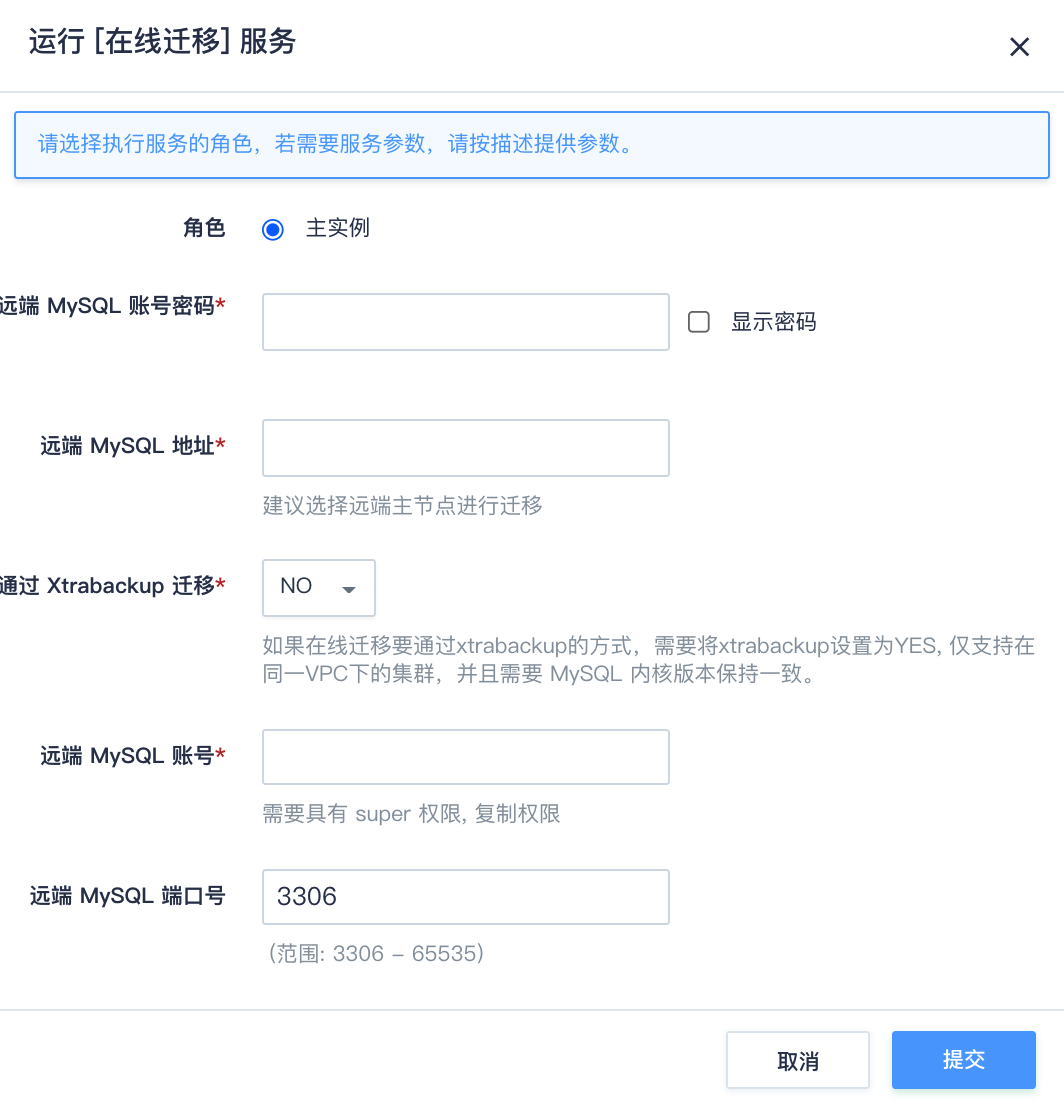 运行 [在线迁移] 服务
请选择执行服务的角色，若需要服务参数，请按描述提供参数。
角色 主实例
远端 MySQL 账号密码* 显示密码
远端 MySQL 地址*
建议选择远端主节点进行迁移
通过 Xtrabackup 迁移* NO
如果在线迁移要通过xtrabackup的方式，需要将xtrabackup设置为YES, 仅支持在
同一VPC下的集群，并且需要 MySQL 内核版本保持一致。
远端 MySQL 账号*
需要具有 super 权限, 复制权限
远端 MySQL 端口号 3306
（范围: 3306 – 65535）
取消 提交